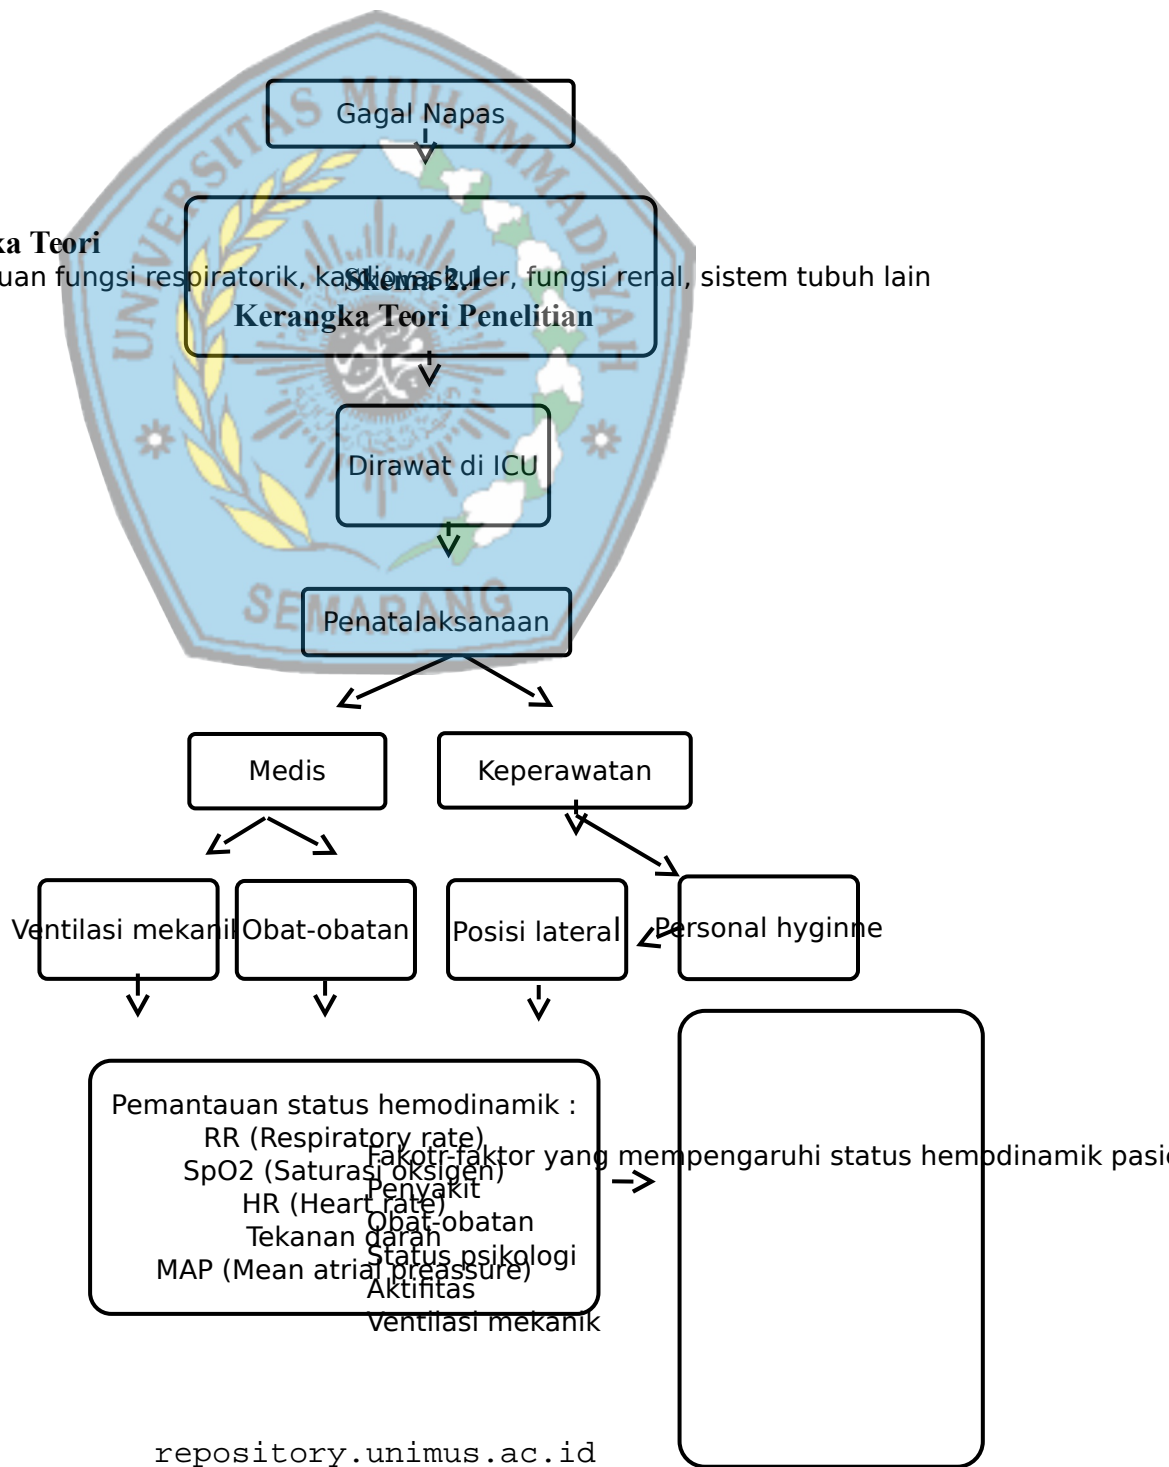 UNIVERSITAS MUHAMMADIYAH
SEMARANG
Gagal Napas
ka Teori
uan fungsi respiratorik, kardiovaskuler, fungsi renal, sistem tubuh lain
Skema 2.1
Kerangka Teori Penelitian
Dirawat di ICU
Penatalaksanaan
Medis
Keperawatan
Ventilasi mekanik
Obat-obatan
Posisi lateral
Personal hyginne
Pemantauan status hemodinamik :
RR (Respiratory rate)
SpO2 (Saturasi oksigen)
HR (Heart rate)
Tekanan darah
MAP (Mean atrial preassure)
Fakotr-faktor yang mempengaruhi status hemodinamik pasie
Penyakit
Obat-obatan
Status psikologi
Aktifitas
Ventilasi mekanik
repository.unimus.ac.id